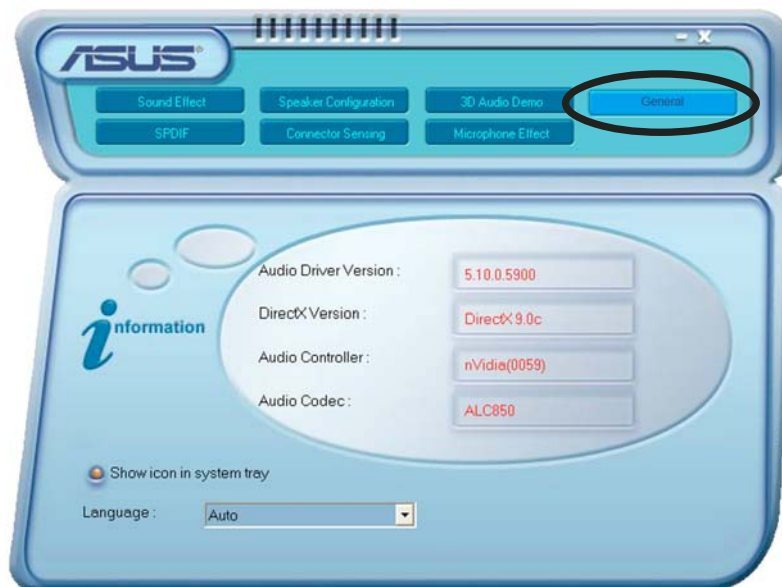 ASUS®
– X
Sound Effect
Speaker Configuration
3D Audio Demo
General
SPDIF
Connector Sensing
Microphone Effect
information
Audio Driver Version :
5.10.0.5900
DirectX Version :
DirectX 9.0c
Audio Controller :
nVidia(0059)
Audio Codec :
ALC850
Show icon in system tray
Language :
Auto